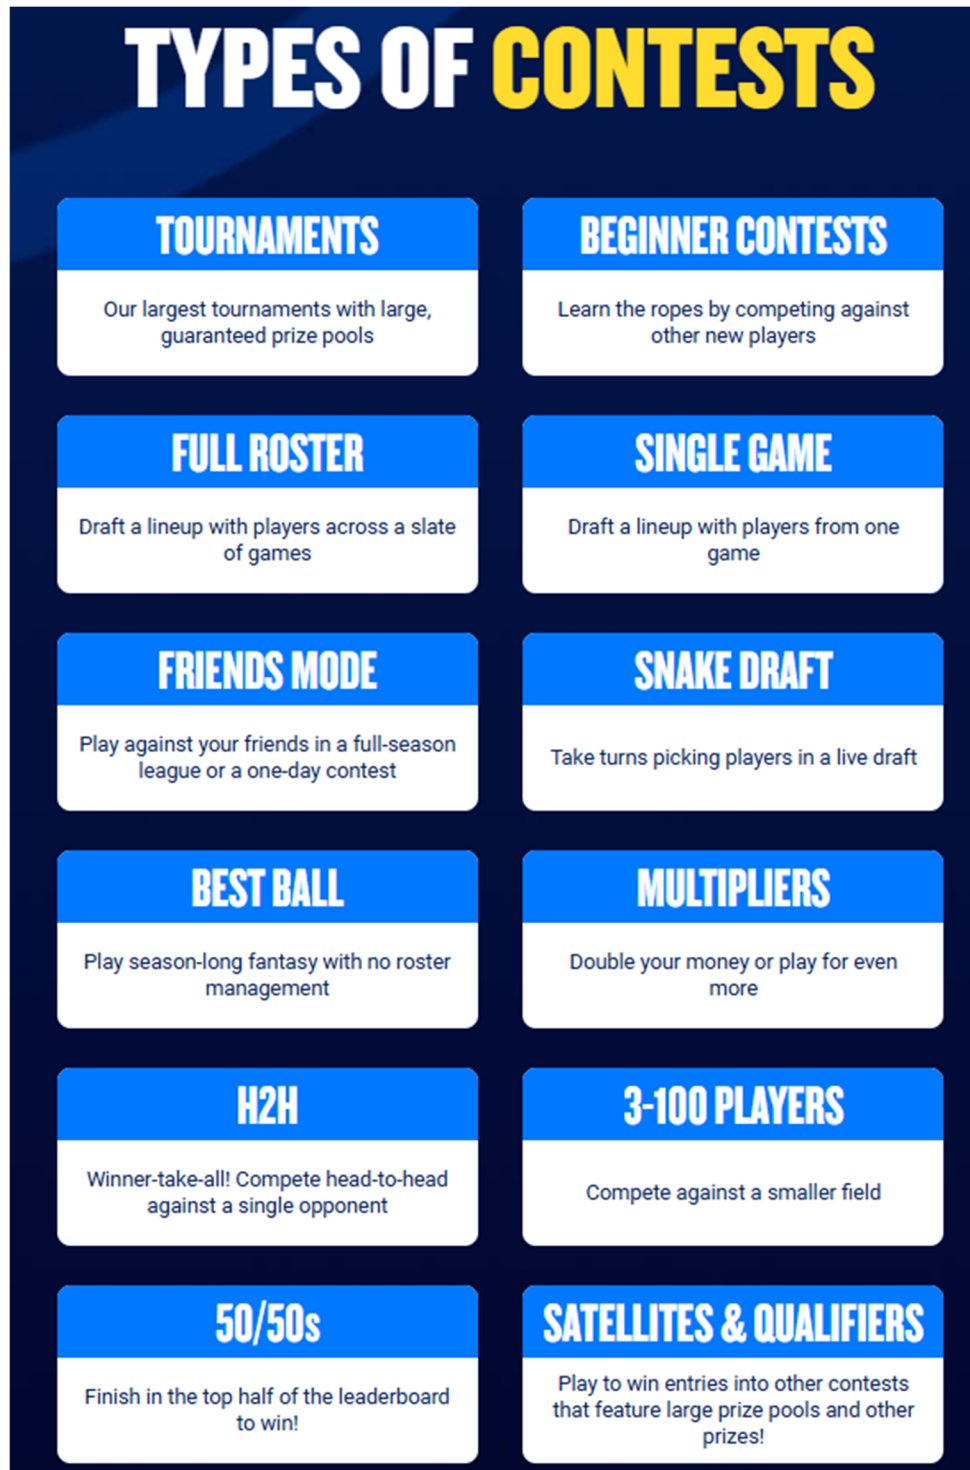 TYPES OF CONTESTS
TOURNAMENTS
Our largest tournaments with large,
guaranteed prize pools
BEGINNER CONTESTS
Learn the ropes by competing against
other new players
FULL ROSTER
Draft a lineup with players across a slate
of games
SINGLE GAME
Draft a lineup with players from one
game
FRIENDS MODE
Play against your friends in a full-season
league or a one-day contest
SNAKE DRAFT
Take turns picking players in a live draft
BEST BALL
Play season-long fantasy with no roster
management
MULTIPLIERS
Double your money or play for even
more
H2H
Winner-take-all! Compete head-to-head
against a single opponent
3-100 PLAYERS
Compete against a smaller field
50/50s
Finish in the top half of the leaderboard
to win!
SATELLITES & QUALIFIERS
Play to win entries into other contests
that feature large prize pools and other
prizes!